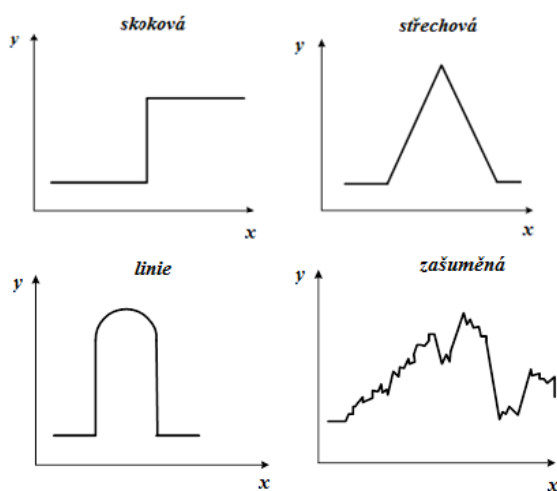 skoková
y
x
střechová
y
x
linie
y
x
zašuměná
y
x